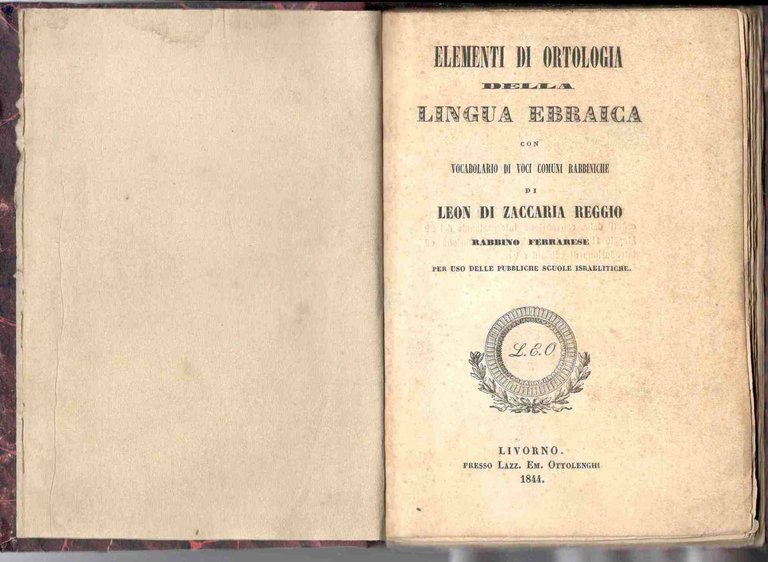 ELEMENTI DI ORTOLOGIA
DELLA
LINGUA EBRAICA
CON
VOCABOLARIO DI VOCI COMUNI RABBINICHE
DI
LEON DI ZACCARIA REGGIO
RABBINO FERRARESE
PER USO DELLE PUBBLICHE SCUOLE ISRAELITICHE.
L.E.O.
LIVORNO.
PRESSO LAZZ. EM. OTTOLENGHI
1844.